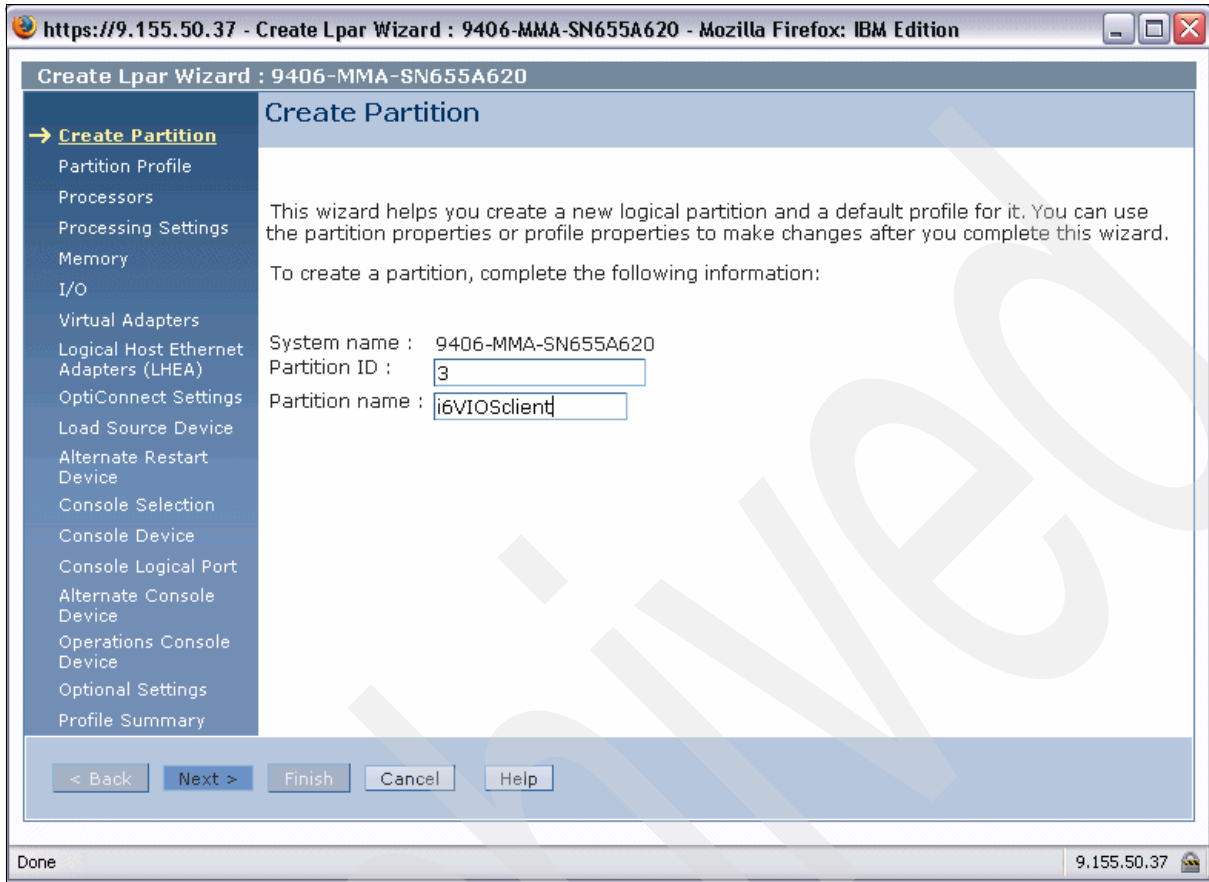 https://9.155.50.37 - Create Lpar Wizard : 9406-MMA-SN655A620 - Mozilla Firefox: IBM Edition
Create Lpar Wizard : 9406-MMA-SN655A620
Create Partition
Partition Profile
Processors
Processing Settings
Memory
I/O
Virtual Adapters
Logical Host Ethernet
Adapters (LHEA)
OptiConnect Settings
Load Source Device
Alternate Restart
Device
Console Selection
Console Device
Console Logical Port
Alternate Console
Device
Operations Console
Device
Optional Settings
Profile Summary
Create Partition
This wizard helps you create a new logical partition and a default profile for it. You can use
the partition properties or profile properties to make changes after you complete this wizard.
To create a partition, complete the following information:
System name : 9406-MMA-SN655A620
Partition ID : 3
Partition name : i6VIOSclient
< Back Next > Finish Cancel Help
Done 9.155.50.37